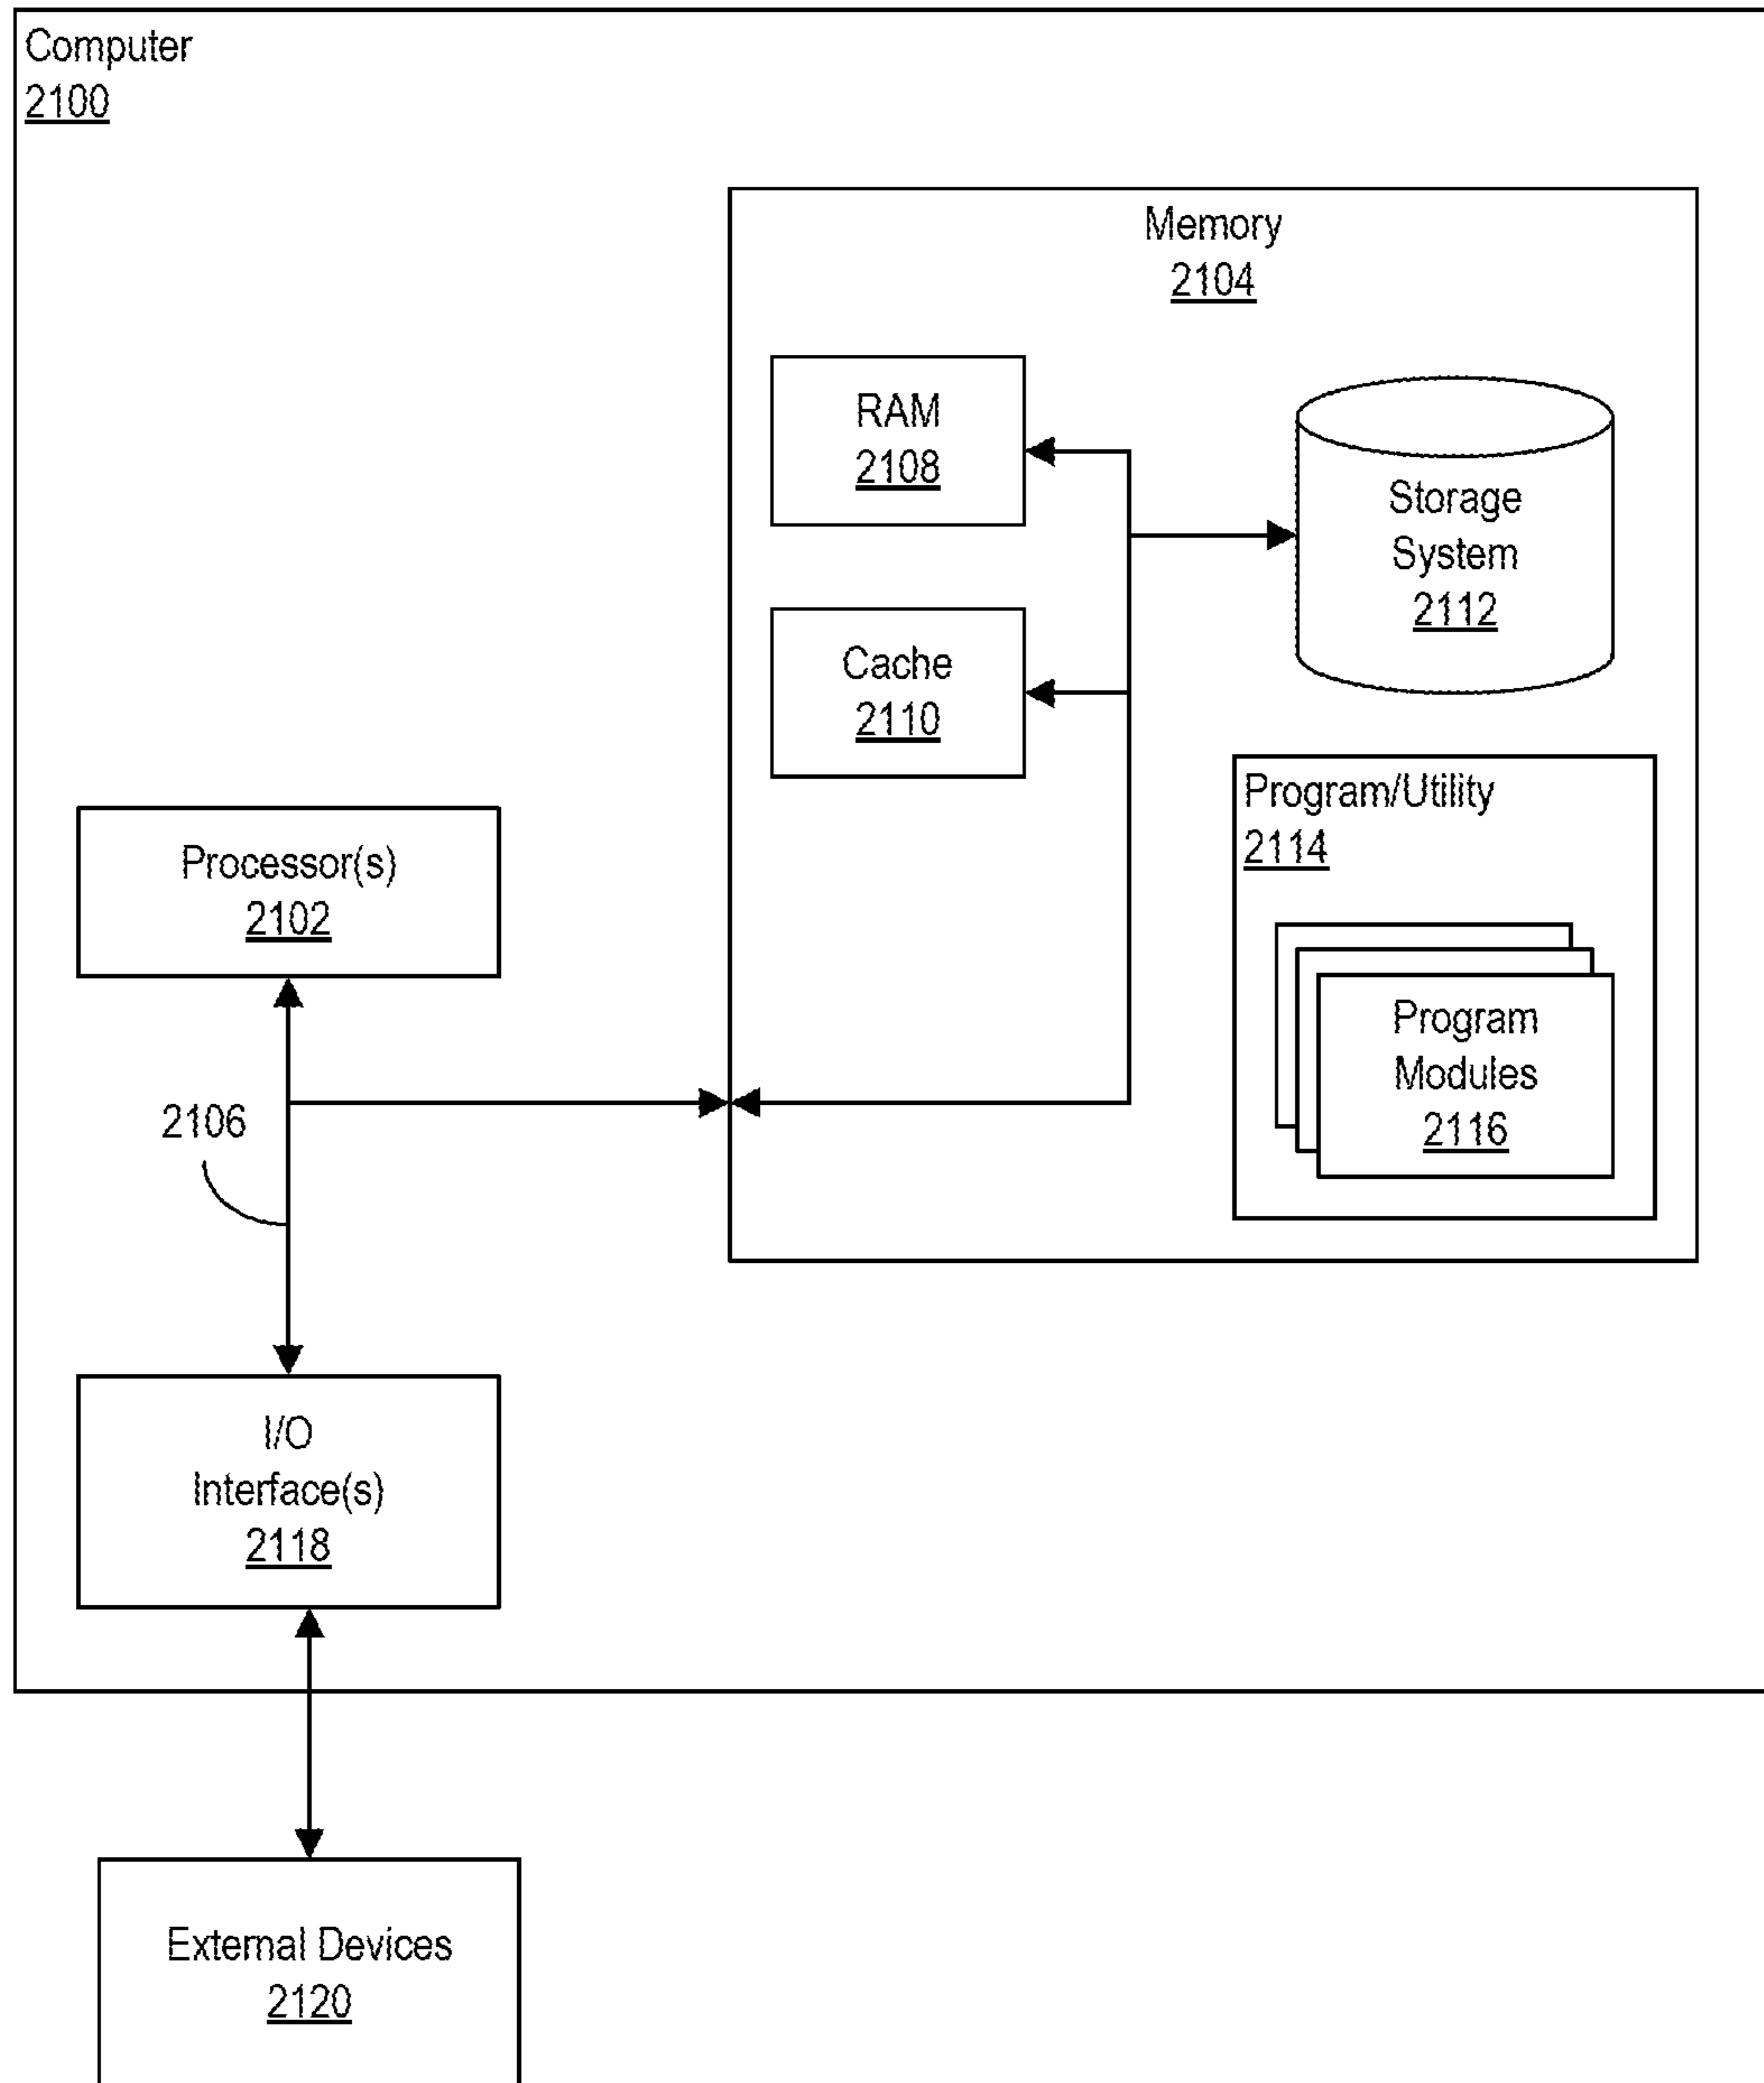 Computer
2100
Memory
2104
RAM
2108
Storage
System
2112
Cache
2110
Program/Utility
2114
Processor(s)
2102
Program
Modules
2116
2106
I/O
Interface(s)
2118
External Devices
2120